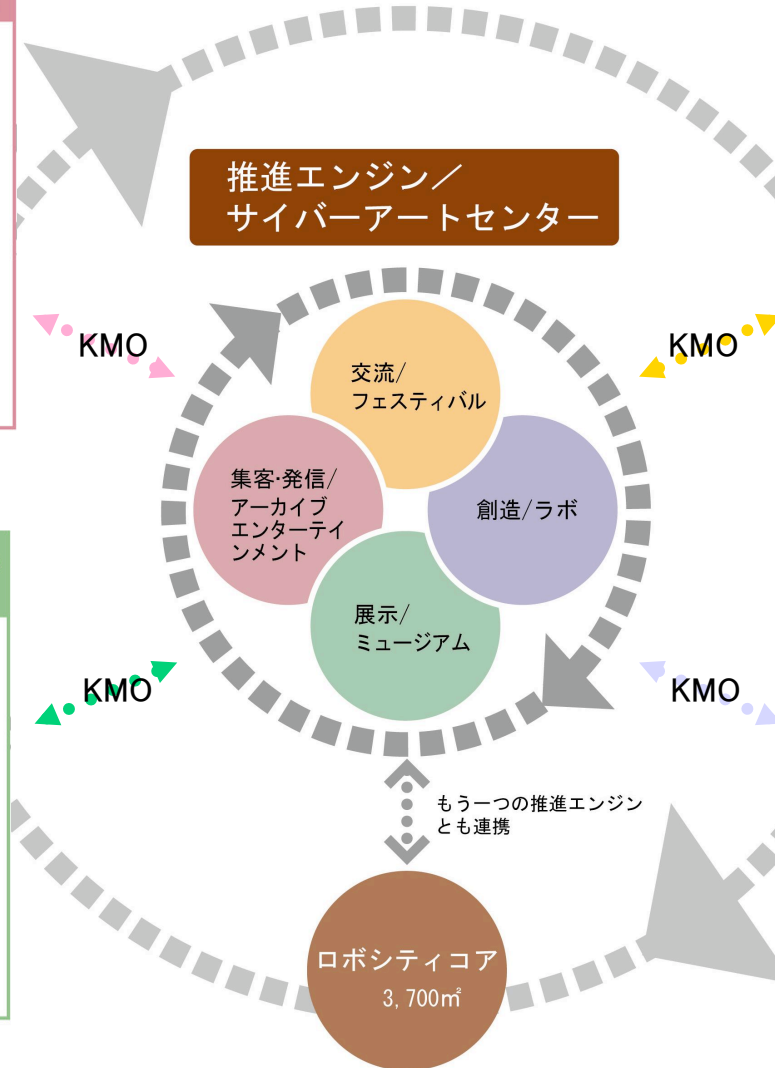 推進エンジン／
サイバーアートセンター
KMO
KMO
交流/
フェスティバル
集客・発信/
アーカイブ
エンターテイ
ンメント
創造/ラボ
展示/
ミュージアム
KMO
KMO
もう一つの推進エンジン
とも連携
ロボシティコア
3,700㎡